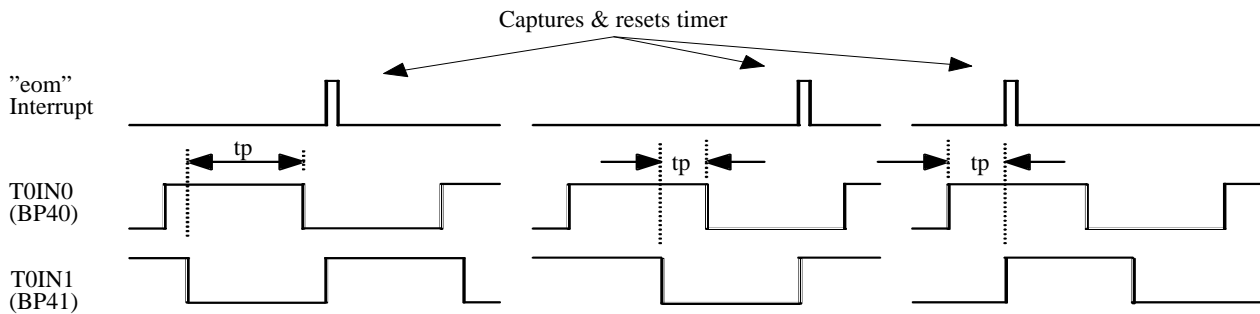 Captures & resets timer
”eom”
Interrupt
tp
tp
tp
T0IN0
(BP40)
T0IN1
(BP41)